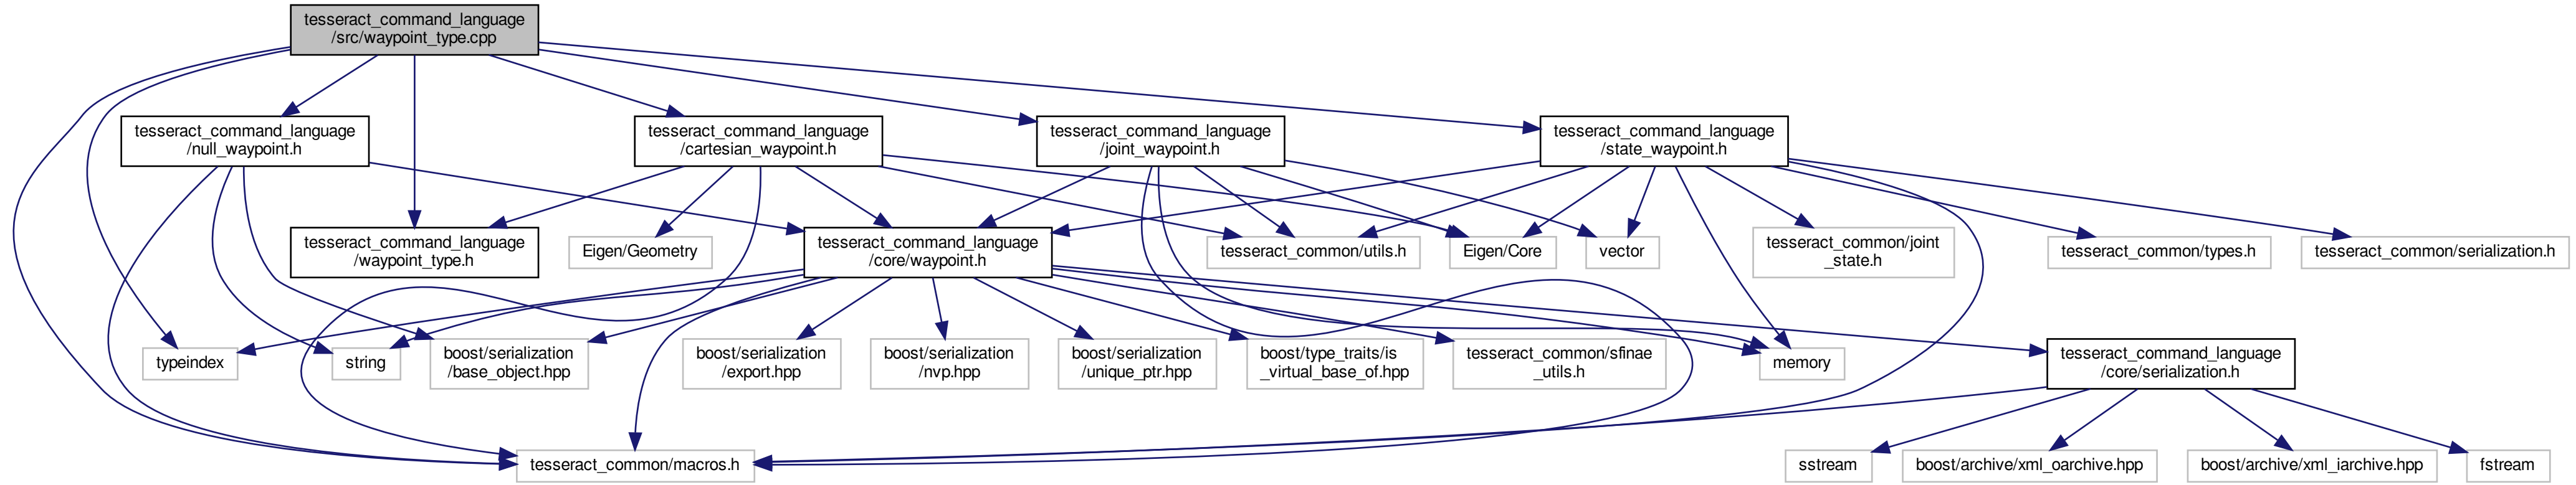 tesseract_command_language
/src/waypoint_type.cpp
tesseract_command_language
/null_waypoint.h
tesseract_command_language
/cartesian_waypoint.h
tesseract_command_language
/joint_waypoint.h
tesseract_command_language
/state_waypoint.h
tesseract_command_language
/waypoint_type.h
Eigen/Geometry
tesseract_command_language
/core/waypoint.h
tesseract_common/utils.h
Eigen/Core
vector
tesseract_common/joint
_state.h
tesseract_common/types.h
tesseract_common/serialization.h
typeindex
string
boost/serialization
/base_object.hpp
boost/serialization
/export.hpp
boost/serialization
/nvp.hpp
boost/serialization
/unique_ptr.hpp
boost/type_traits/is
_virtual_base_of.hpp
tesseract_common/sfinae
_utils.h
memory
tesseract_command_language
/core/serialization.h
tesseract_common/macros.h
sstream
boost/archive/xml_oarchive.hpp
boost/archive/xml_iarchive.hpp
fstream